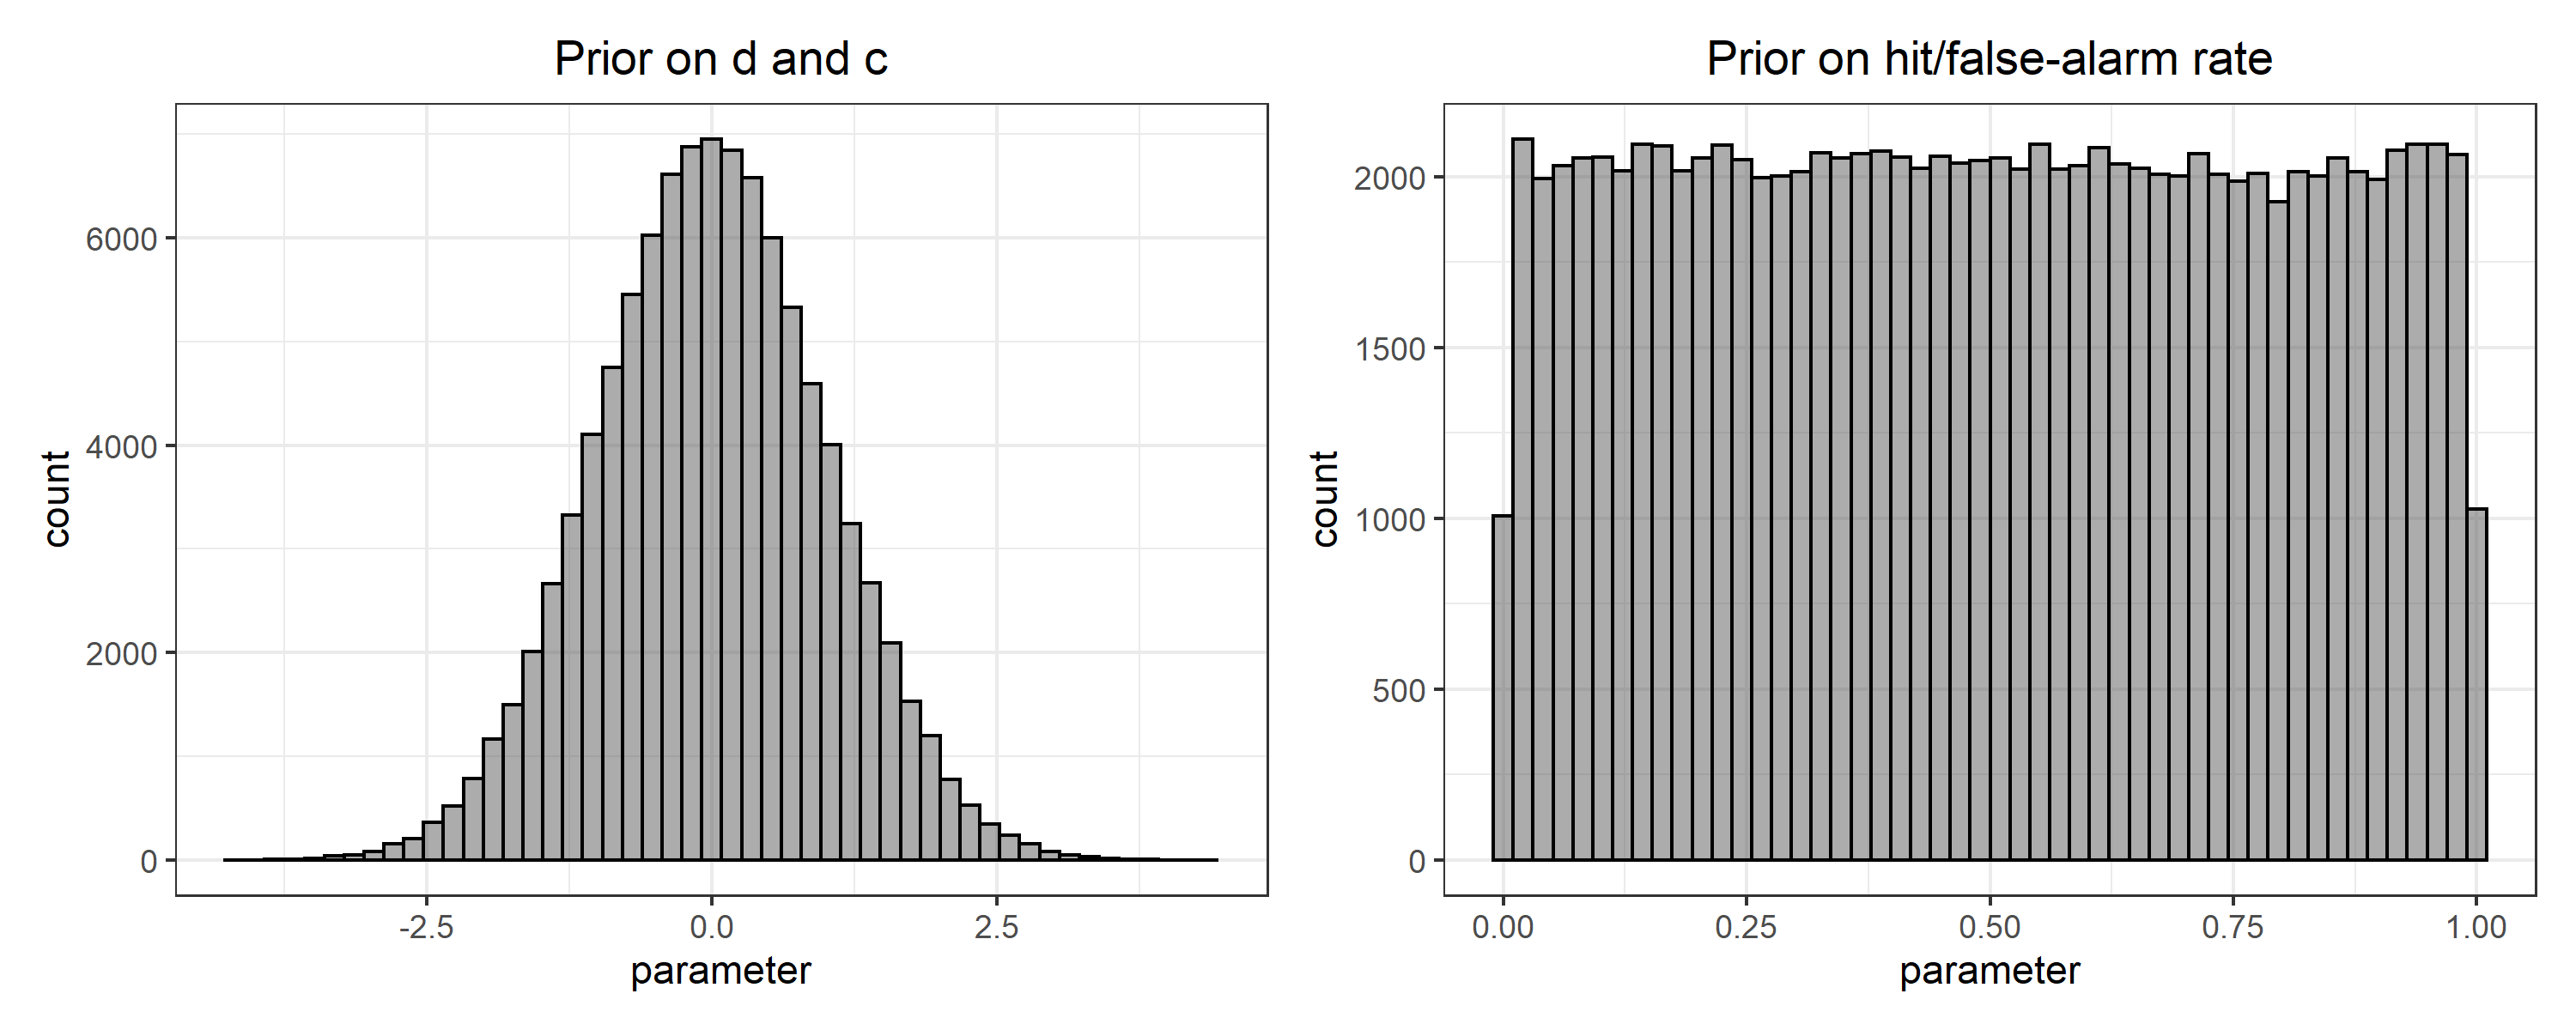 Prior on d and c
count
6000
4000
2000
0
-2.5 0.0 2.5
parameter
Prior on hit/false-alarm rate
count
2000
1500
1000
500
0
0.00 0.25 0.50 0.75 1.00
parameter